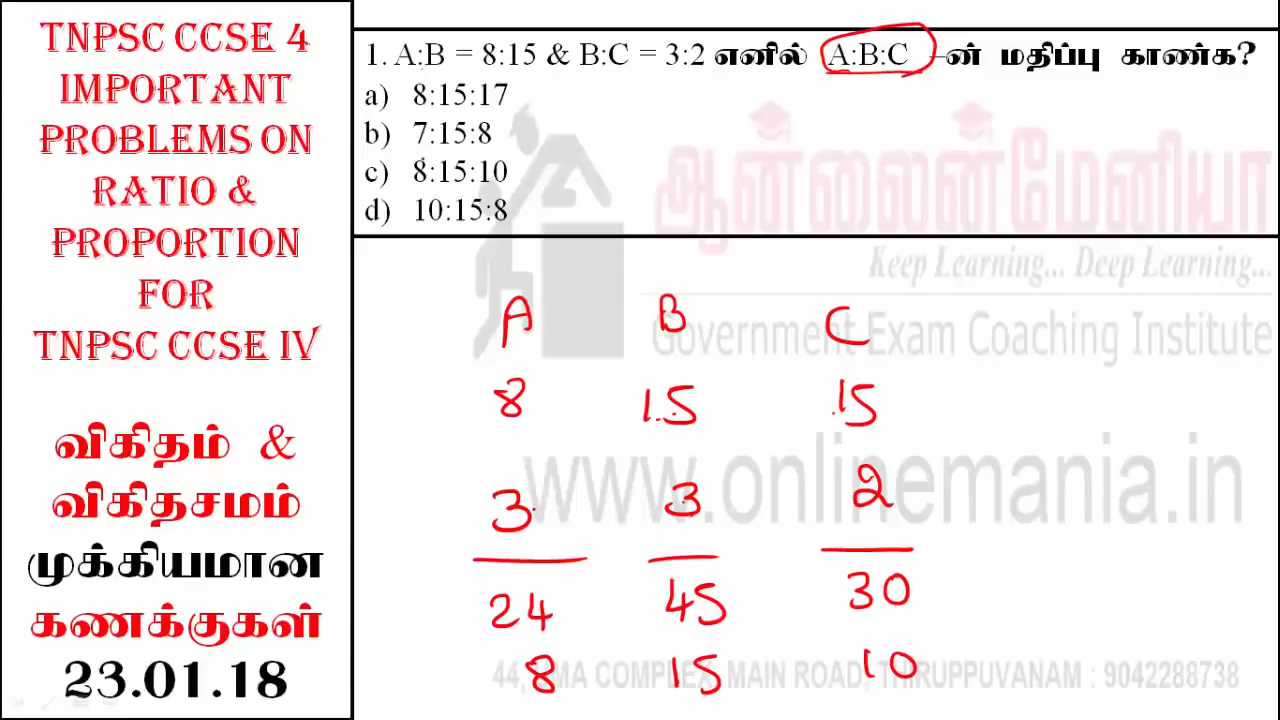 TNPSC CCSE 4
IMPORTANT
PROBLEMS ON
RATIO &
PROPORTION
FOR
TNPSC CCSE IV
விகிதம் &
விகிதசமம்
முக்கியமான
கணக்குகள்
23.01.18
1. A:B = 8:15 & B:C = 3:2 எனில் A:B:C –ன் மதிப்பு காண்க?
a) 8:15:17
b) 7:15:8
c) 8:15:10
d) 10:15:8
ஆன்லைன்மேனியா
Keep Learning... Deep Learning...
Government Exam Coaching Institute
A B C
8 15 15
www.onlinemania.in
3 3 2
24 45 30
8 15 10
44, MA COMPLEX, MAIN ROAD, THIRUPPUVANAM :